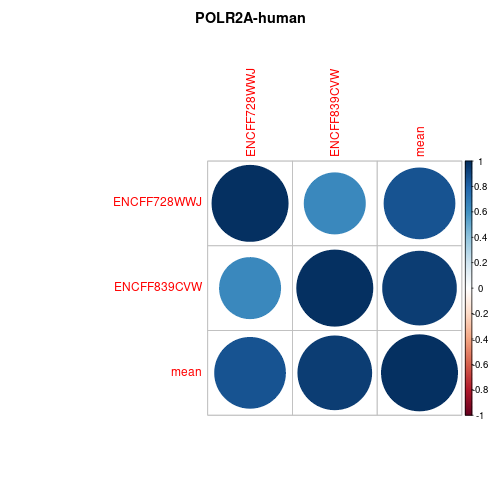 POLR2A-human
ENCFF728WWJ
ENCFF839CVW
mean
ENCFF728WWJ
ENCFF839CVW
mean
1
0.8
0.6
0.4
0.2
0
-0.2
-0.4
-0.6
-0.8
-1